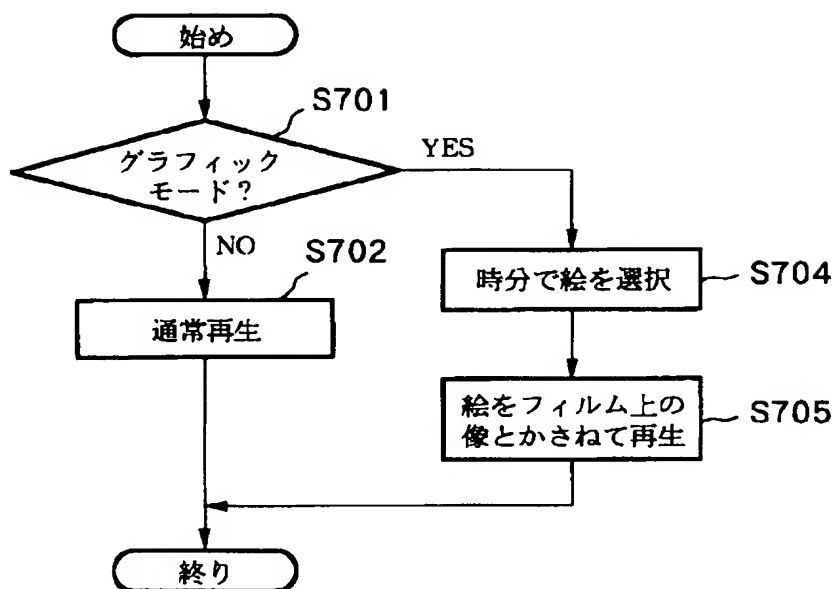 始め
S701
グラフィック
モード?
YES
NO
S702
通常再生
時分で絵を選択
S704
絵をフィルム上の
像とかさねて再生
S705
終り